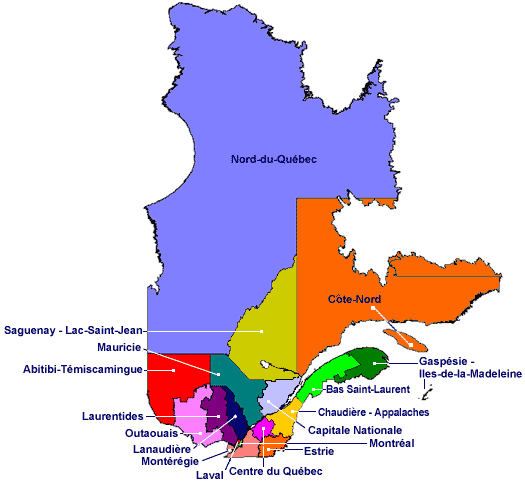 Nord-du-Québec
Côte-Nord
Saguenay - Lac-Saint-Jean
Mauricie
Abitibi-Témiscamingue
Gaspésie -
Iles-de-la-Madeleine
Bas Saint-Laurent
Laurentides
Chaudière - Appalaches
Outaouais
Capitale Nationale
Lanaudière
Montréal
Montérégie
Estrie
Laval
Centre du Québec